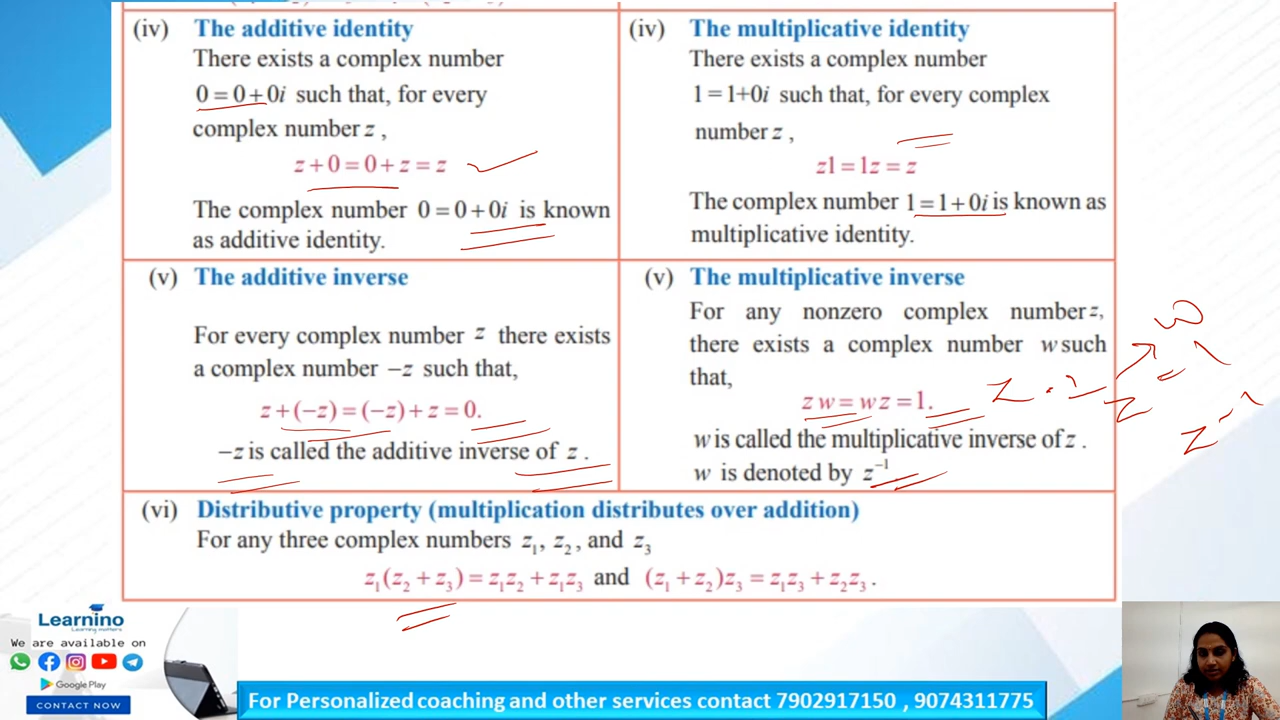 (iv) The additive identity
There exists a complex number
0 = 0 + 0i such that, for every
complex number z ,
z + 0 = 0 + z = z
The complex number 0 = 0 + 0i is known
as additive identity.
(iv) The multiplicative identity
There exists a complex number
1 = 1+0i such that, for every complex
number z ,
z1 = 1z = z
The complex number 1 = 1 + 0i is known as
multiplicative identity.
(v) The additive inverse
For every complex number z there exists
a complex number −z such that,
z + (−z) = (−z) + z = 0.
−z is called the additive inverse of z .
(v) The multiplicative inverse
For any nonzero complex number z,
there exists a complex number w such
that,
z w = w z = 1.
w is called the multiplicative inverse of z .
w is denoted by z⁻¹
w
z
(vi) Distributive property (multiplication distributes over addition)
For any three complex numbers z₁, z₂, and z₃
z₁(z₂ + z₃) = z₁z₂ + z₁z₃ and (z₁ + z₂)z₃ = z₁z₃ + z₂z₃ .
Learnino
Learning matters
We are available on
Google Play
CONTACT NOW
For Personalized coaching and other services contact 7902917150 , 9074311775